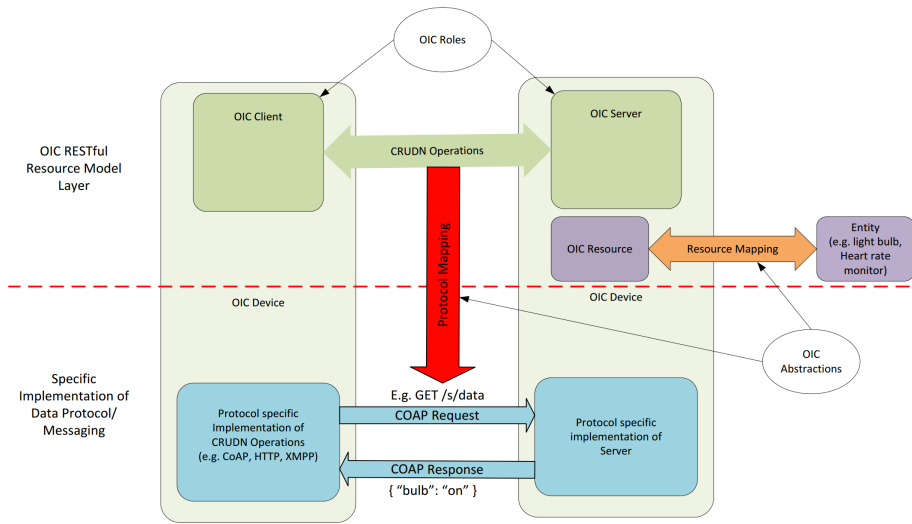 OIC Roles
OIC Client
OIC Server
OIC RESTful
Resource Model
Layer
CRUDN Operations
Protocol Mapping
OIC Resource
Resource Mapping
Entity
(e.g. light bulb,
Heart rate
monitor)
OIC Device
OIC Device
OIC
Abstractions
Specific
Implementation of
Data Protocol/
Messaging
E.g. GET /s/data
COAP Request
Protocol specific
Implementation of
CRUDN Operations
(e.g. CoAP, HTTP, XMPP)
Protocol specific
implementation of
Server
COAP Response
{ “bulb”: “on” }